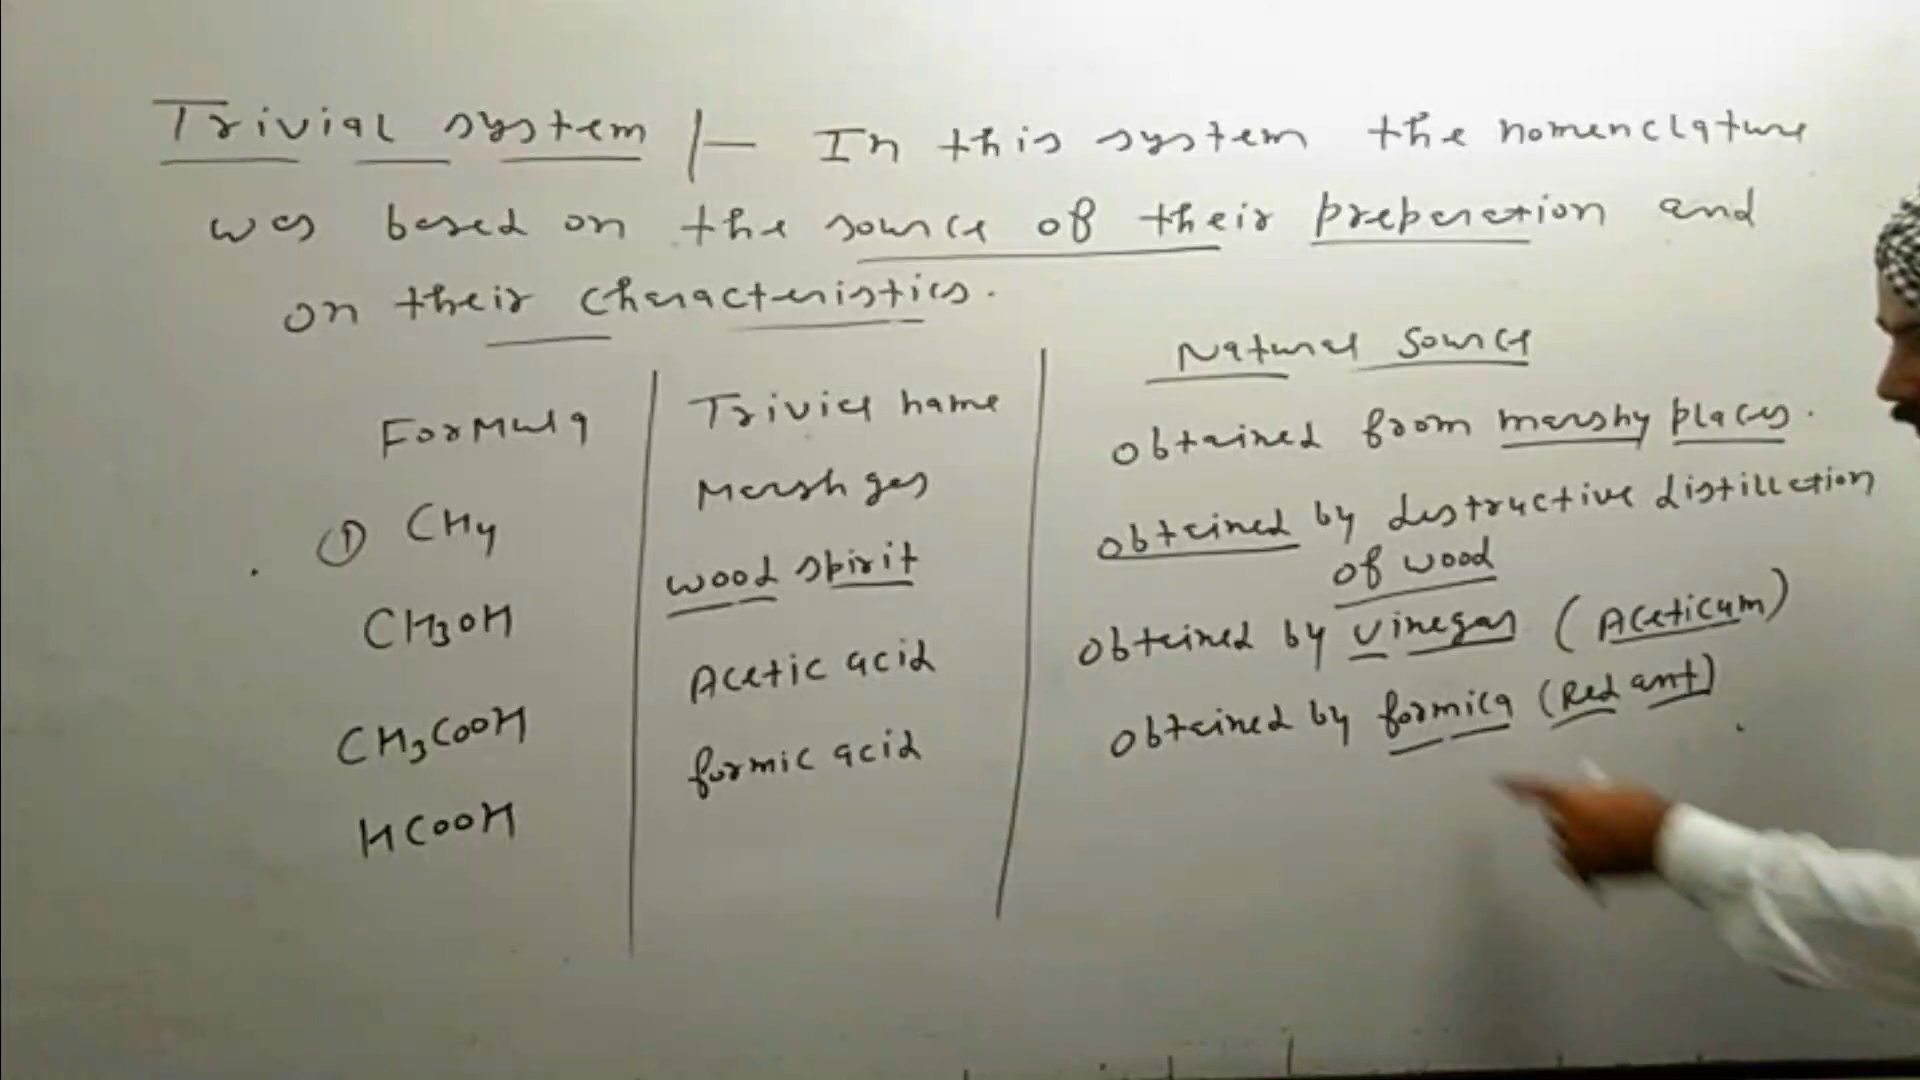 Trivial system :- In this system the nomenclature
was based on the source of their preperation and
on their characteristics.
Formula
Trivial name
Natural source
① CH4
Marsh gas
obtained from marshy places.
CH3OH
wood spirit
obtained by destructive distillation
of wood
CH3COOH
Acetic acid
obtained by vinegar (Aceticum)
HCOOH
formic acid
obtained by formica (Red ant)